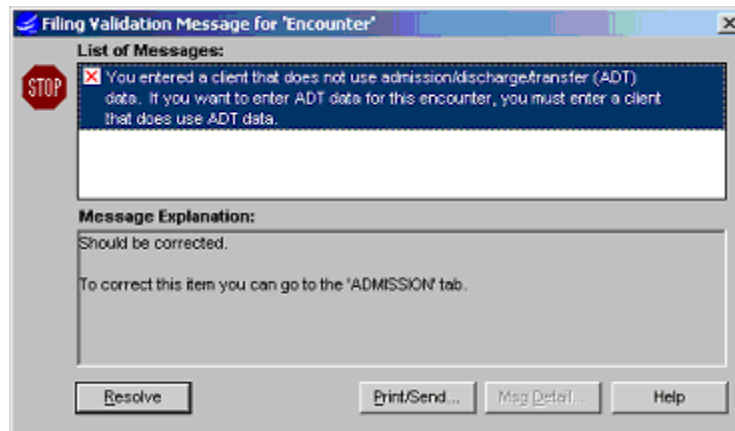 Filing Validation Message for 'Encounter'
List of Messages:
STOP
You entered a client that does not use admission/discharge/transfer (ADT)
data. If you want to enter ADT data for this encounter, you must enter a client
that does use ADT data.
Message Explanation:
Should be corrected.
To correct this item you can go to the 'ADMISSION' tab.
Resolve
Print/Send...
Msg Detail...
Help